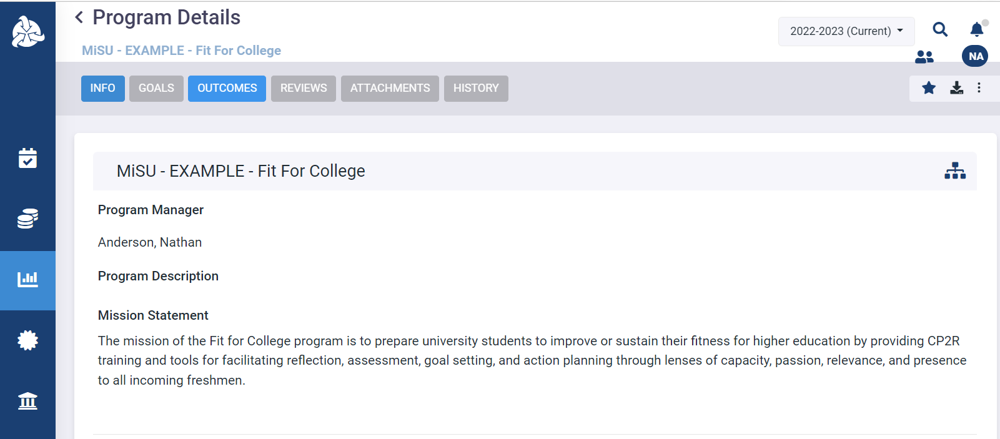 Program Details
MiSU - EXAMPLE - Fit For College
2022-2023 (Current)
NA
INFO
GOALS
OUTCOMES
REVIEWS
ATTACHMENTS
HISTORY
MiSU - EXAMPLE - Fit For College
Program Manager
Anderson, Nathan
Program Description
Mission Statement
The mission of the Fit for College program is to prepare university students to improve or sustain their fitness for higher education by providing CP2R
training and tools for facilitating reflection, assessment, goal setting, and action planning through lenses of capacity, passion, relevance, and presence
to all incoming freshmen.